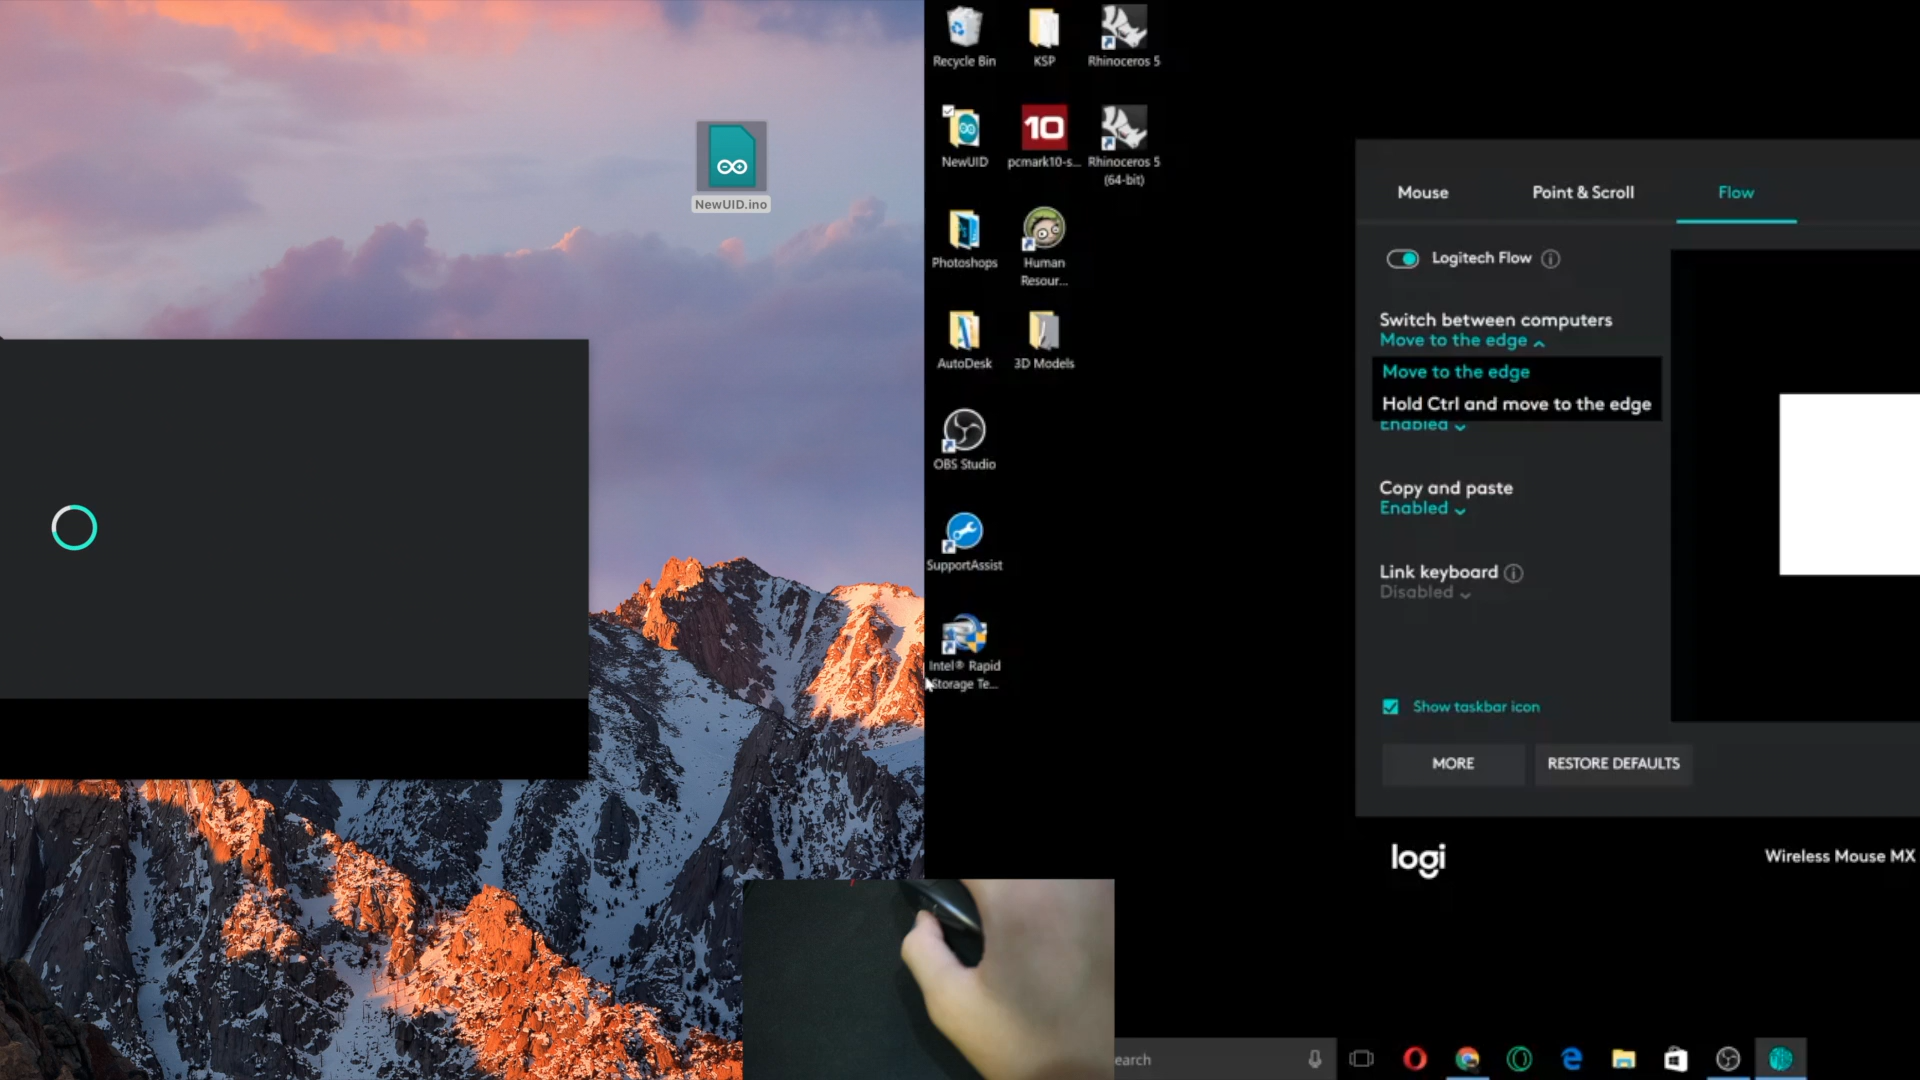 NewUID.ino
Recycle Bin
KSP
Rhinoceros 5
NewUID
10
pcmark10-s...
Rhinoceros 5
(64-bit)
Photoshops
Human
Resour...
AutoDesk
3D Models
OBS Studio
SupportAssist
Intel® Rapid
Storage Te...
Mouse
Point & Scroll
Flow
Logitech Flow
Switch between computers
Move to the edge
Move to the edge
Hold Ctrl and move to the edge
Enabled
Copy and paste
Enabled
Link keyboard
Disabled
Show taskbar icon
MORE
RESTORE DEFAULTS
logi
Wireless Mouse MX
earch